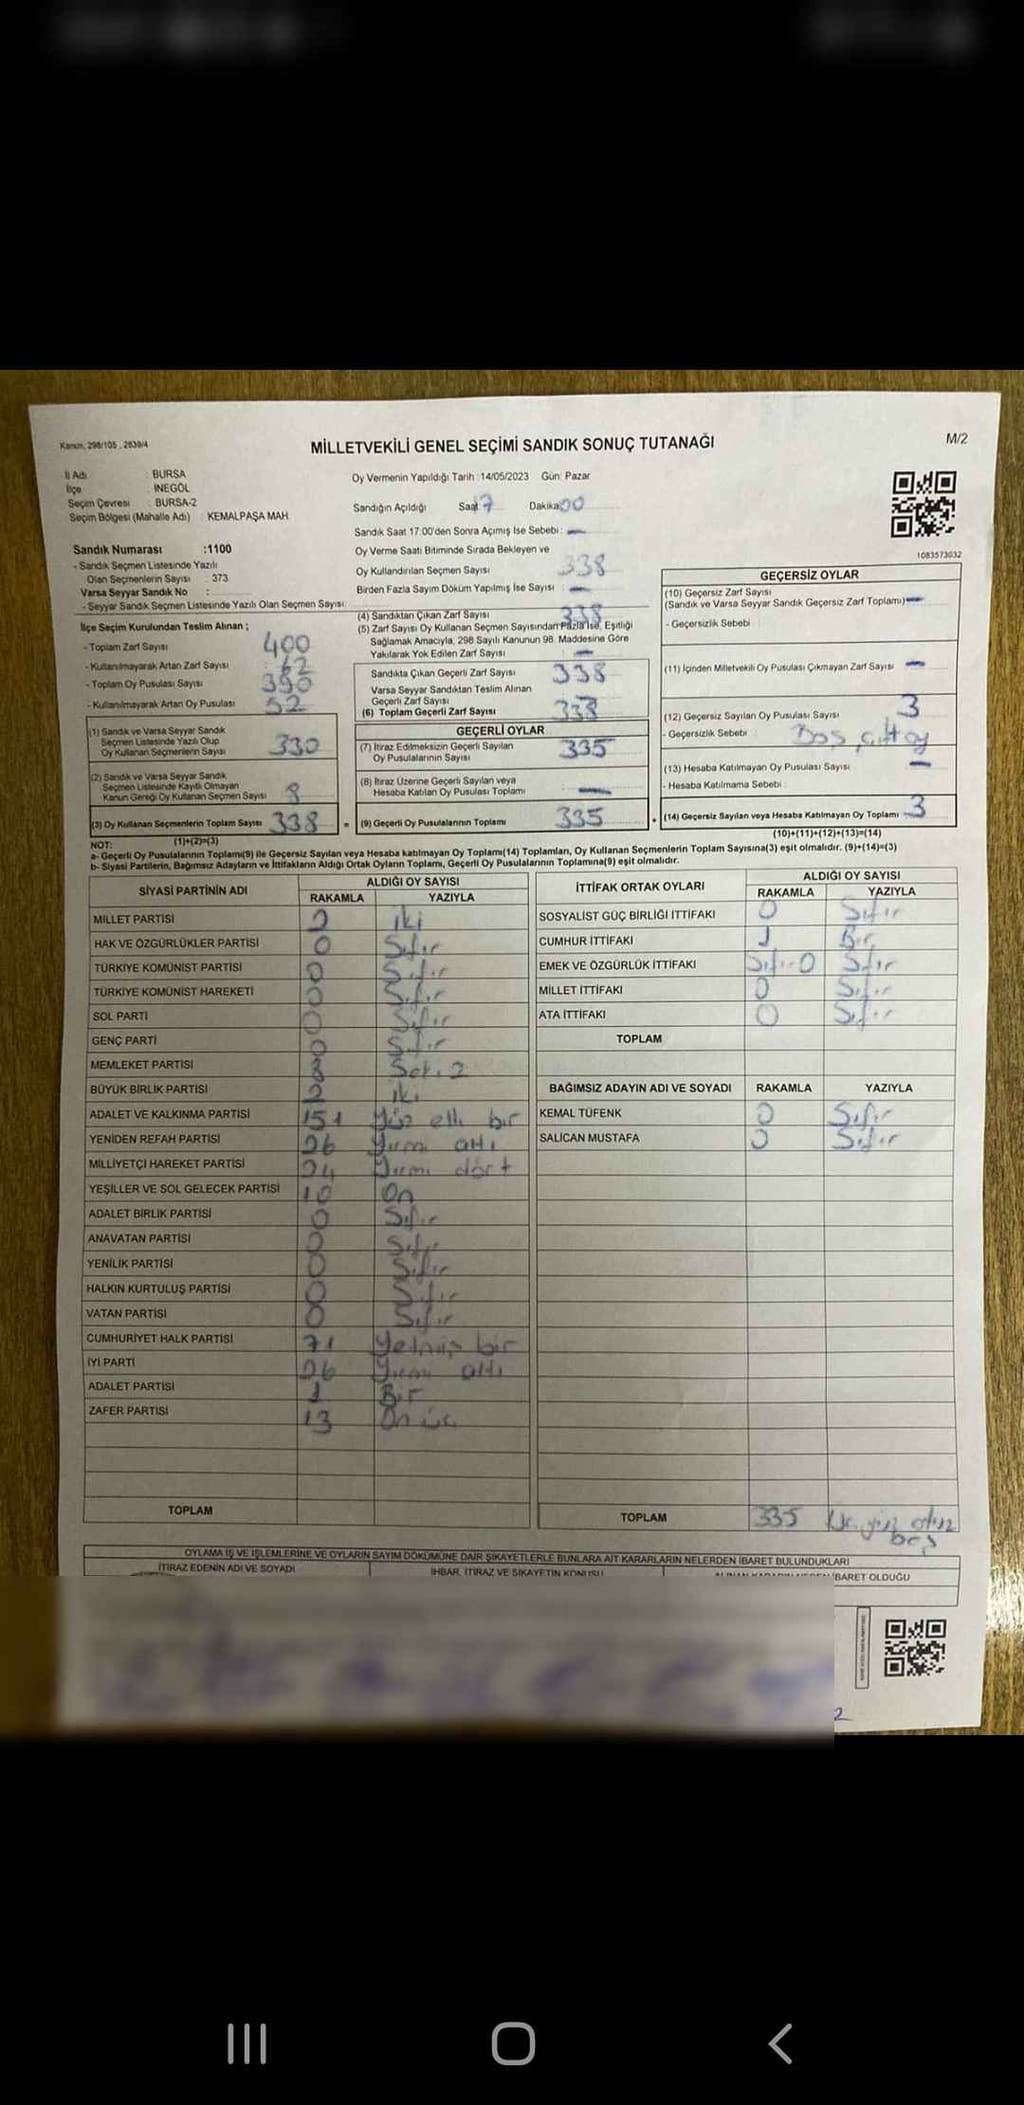 Kanun, 298/105, 2839/4
MİLLETVEKİLİ GENEL SEÇİMİ SANDIK SONUÇ TUTANAĞI
M/2
İl Adı : BURSA
İlçe : İNEGÖL
Seçim Çevresi : BURSA-2
Seçim Bölgesi (Mahalle Adı) : KEMALPAŞA MAH.
Oy Vermenin Yapıldığı Tarih :14/05/2023 Gün: Pazar
Sandığın Açıldığı Saat 17 Dakika 00
Sandık Saat 17:00'den Sonra Açımış İse Sebebi : —
Oy Verme Saati Bitiminde Sırada Bekleyen ve
Oy Kullandırılan Seçmen Sayısı 338
Birden Fazla Sayım Döküm Yapılmış İse Sayısı : —
1083573032
Sandık Numarası :1100
- Sandık Seçmen Listesinde Yazılı
Olan Seçmenlerin Sayısı : 373
Varsa Seyyar Sandık No :
- Seyyar Sandık Seçmen Listesinde Yazılı Olan Seçmen Sayısı:
İlçe Seçim Kurulundan Teslim Alınan ;
- Toplam Zarf Sayısı 400
- Kullanılmayarak Artan Zarf Sayısı : 62
- Toplam Oy Pusulası Sayısı 390
- Kullanılmayarak Artan Oy Pusulası 52
(1) Sandık ve Varsa Seyyar Sandık
Seçmen Listesinde Yazılı Olup
Oy Kullanan Seçmenlerin Sayısı 330
(2) Sandık ve Varsa Seyyar Sandık
Seçmen Listesinde Kayıtlı Olmayan
Kanun Gereği Oy Kullanan Seçmen Sayısı 8
(3) Oy Kullanan Seçmenlerin Toplam Sayısı 338
(1)+(2)=(3)
(4) Sandıktan Çıkan Zarf Sayısı 338
(5) Zarf Sayısı Oy Kullanan Seçmen Sayısından Fazla İse, Eşitliği
Sağlamak Amacıyla, 298 Sayılı Kanunun 98. Maddesine Göre
Yakılarak Yok Edilen Zarf Sayısı : —
Sandıkta Çıkan Geçerli Zarf Sayısı 338
Varsa Seyyar Sandıktan Teslim Alınan
Geçerli Zarf Sayısı
(6) Toplam Geçerli Zarf Sayısı 338
GEÇERLİ OYLAR
(7) İtiraz Edilmeksizin Geçerli Sayılan
Oy Pusulalarının Sayısı 335
(8) İtiraz Üzerine Geçerli Sayılan veya
Hesaba Katılan Oy Pusulası Toplamı —
= (9) Geçerli Oy Pusulalarının Toplamı 335
GEÇERSİZ OYLAR
(10) Geçersiz Zarf Sayısı
(Sandık ve Varsa Seyyar Sandık Geçersiz Zarf Toplamı) —
- Geçersizlik Sebebi :
(11) İçinden Milletvekili Oy Pusulası Çıkmayan Zarf Sayısı —
(12) Geçersiz Sayılan Oy Pusulası Sayısı 3
- Geçersizlik Sebebi : Boş, çift oy
(13) Hesaba Katılmayan Oy Pusulası Sayısı —
- Hesaba Katılmama Sebebi :
+ (14) Geçersiz Sayılan veya Hesaba Katılmayan Oy Toplamı 3
(10)+(11)+(12)+(13)=(14)
NOT:
a- Geçerli Oy Pusulalarının Toplamı(9) ile Geçersiz Sayılan veya Hesaba katılmayan Oy Toplamı(14) Toplamları, Oy Kullanan Seçmenlerin Toplam Sayısına(3) eşit olmalıdır. (9)+(14)=(3)
b- Siyasi Partilerin, Bağımsız Adayların ve İttifakların Aldığı Ortak Oyların Toplamı, Geçerli Oy Pusulalarının Toplamına(9) eşit olmalıdır.
SİYASİ PARTİNİN ADI ALDIĞI OY SAYISI
RAKAMLA YAZIYLA
MİLLET PARTİSİ 2 iki
HAK VE ÖZGÜRLÜKLER PARTİSİ 0 Sıfır
TÜRKİYE KOMÜNİST PARTİSİ 0 Sıfır
TÜRKİYE KOMÜNİST HAREKETİ 0 Sıfır
SOL PARTİ 0 Sıfır
GENÇ PARTİ 0 Sıfır
MEMLEKET PARTİSİ
BÜYÜK BİRLİK PARTİSİ 2 iki
ADALET VE KALKINMA PARTİSİ 151 Yüz elli bir
YENİDEN REFAH PARTİSİ 26 Yirmi altı
MİLLİYETÇİ HAREKET PARTİSİ 24 Yirmi dört
YEŞİLLER VE SOL GELECEK PARTİSİ 10 On
ADALET BİRLİK PARTİSİ 0 Sıfır
ANAVATAN PARTİSİ 0 Sıfır
YENİLİK PARTİSİ 0 Sıfır
HALKIN KURTULUŞ PARTİSİ 0 Sıfır
VATAN PARTİSİ 0 Sıfır
CUMHURİYET HALK PARTİSİ 71 Yetmiş bir
İYİ PARTİ 26 Yirmi altı
ADALET PARTİSİ 1 Bir
ZAFER PARTİSİ 13 On üç
TOPLAM
İTTİFAK ORTAK OYLARI ALDIĞI OY SAYISI
RAKAMLA YAZIYLA
SOSYALİST GÜÇ BİRLİĞİ İTTİFAKI 0 Sıfır
CUMHUR İTTİFAKI 1 Bir
EMEK VE ÖZGÜRLÜK İTTİFAKI Sıfır 0 Sıfır
MİLLET İTTİFAKI 0 Sıfır
ATA İTTİFAKI 0 Sıfır
TOPLAM
BAĞIMSIZ ADAYIN ADI VE SOYADI RAKAMLA YAZIYLA
KEMAL TÜFENK 0 Sıfır
SALİCAN MUSTAFA 0 Sıfır
TOPLAM 335 Üç yüz otuz
beş
OYLAMA İŞ VE İŞLEMLERİNE VE OYLARIN SAYIM DÖKÜMÜNE DAİR ŞİKAYETLERLE BUNLARA AİT KARARLARIN NELERDEN İBARET BULUNDUKLARI
İTİRAZ EDENİN ADI VE SOYADI İHBAR, İTİRAZ VE ŞİKAYETİN KONUSU İBARET OLDUĞU
2